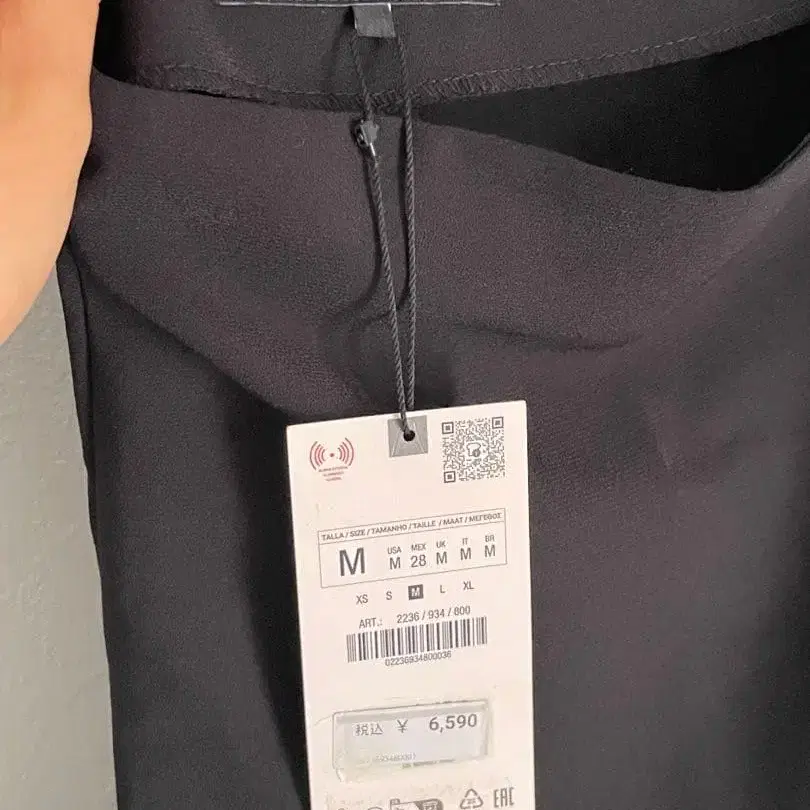 TALLA / SIZE / TAMANHO / TAILLE / MAAT / ΜΕΓΕΘΟΣ
M
USA MEX UK IT BR
M 28 M M M
XS S M L XL
ART.: 2236 / 934 / 800
02236934800036
税込 ¥ 6,590
EAC